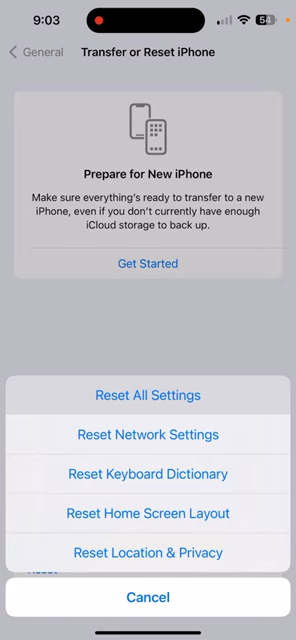 9:03
54
General
Transfer or Reset iPhone
Prepare for New iPhone
Make sure everything's ready to transfer to a new
iPhone, even if you don't currently have enough
iCloud storage to back up.
Get Started
Reset All Settings
Reset Network Settings
Reset Keyboard Dictionary
Reset Home Screen Layout
Reset Location & Privacy
Reset
Cancel